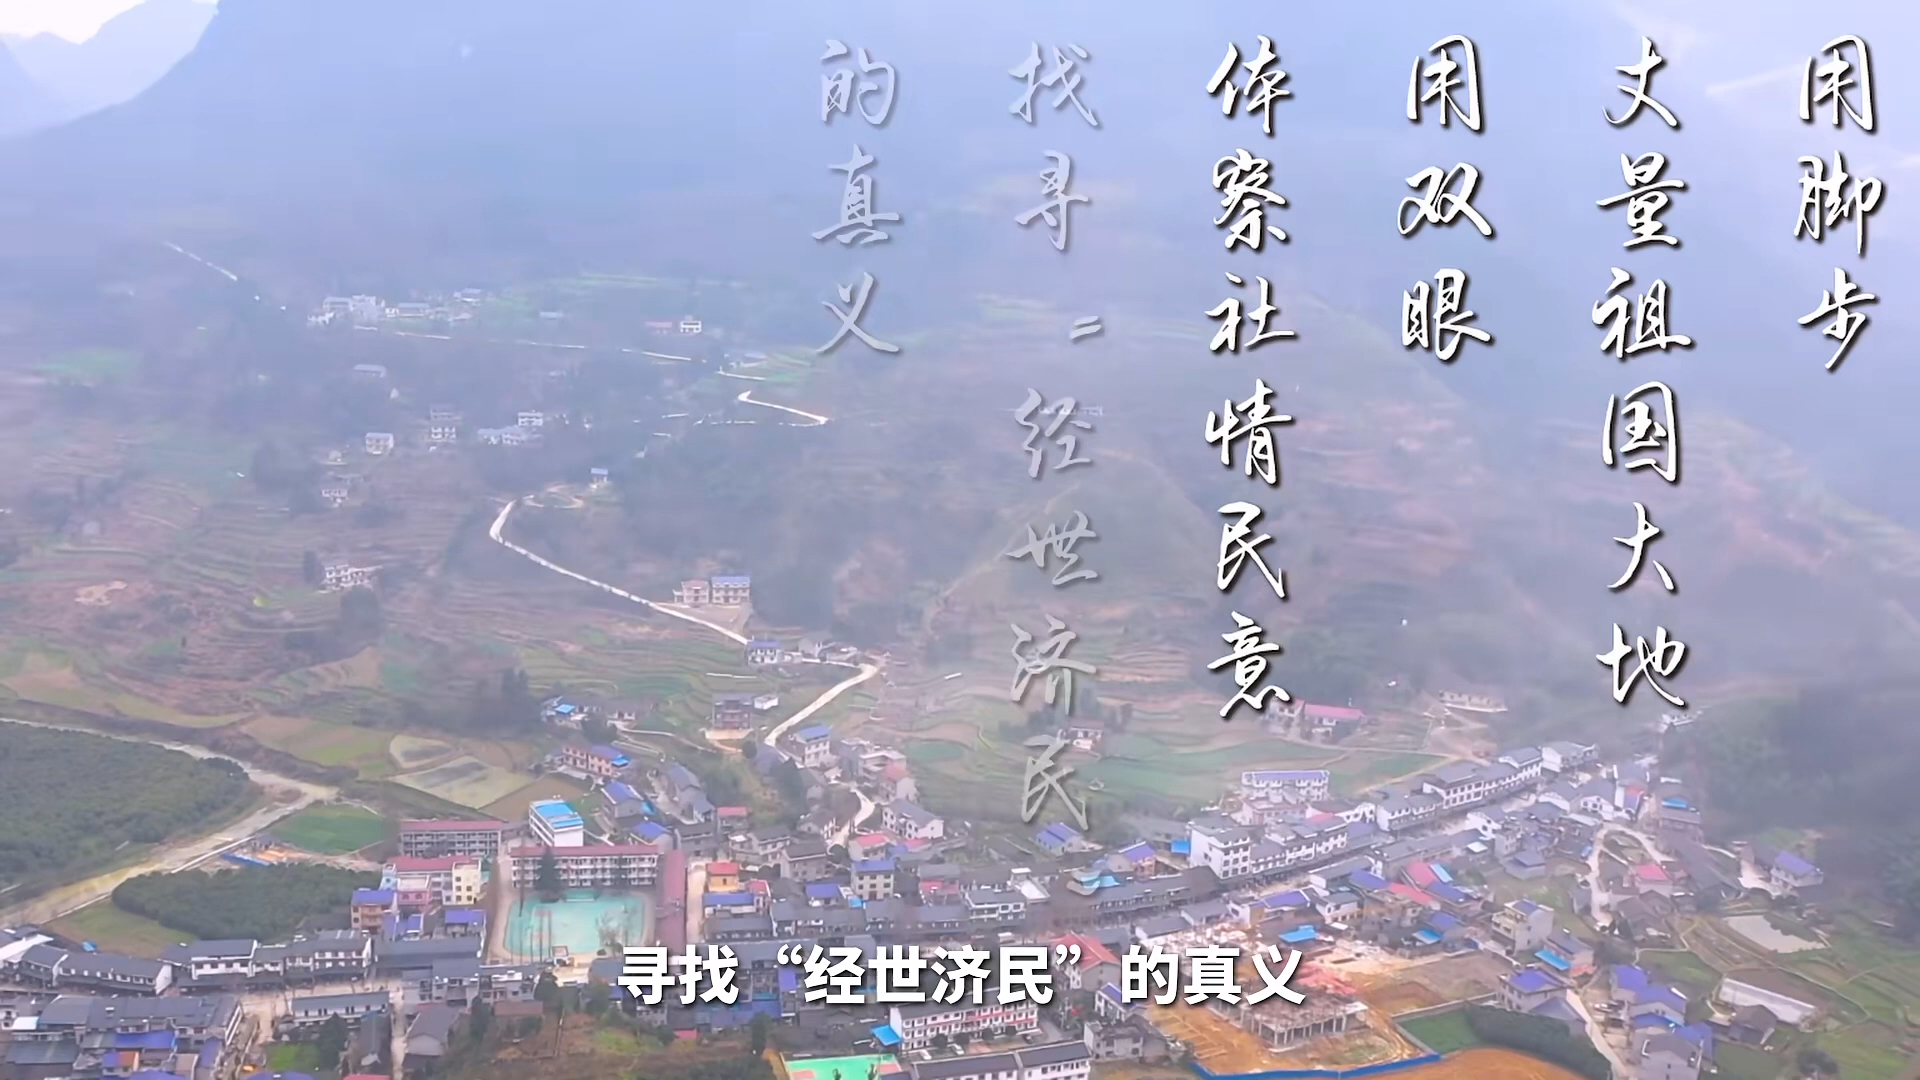 用脚步
丈量祖国大地
用双眼
体察社情民意
找寻“经世济民”
的真义
寻找“经世济民”的真义